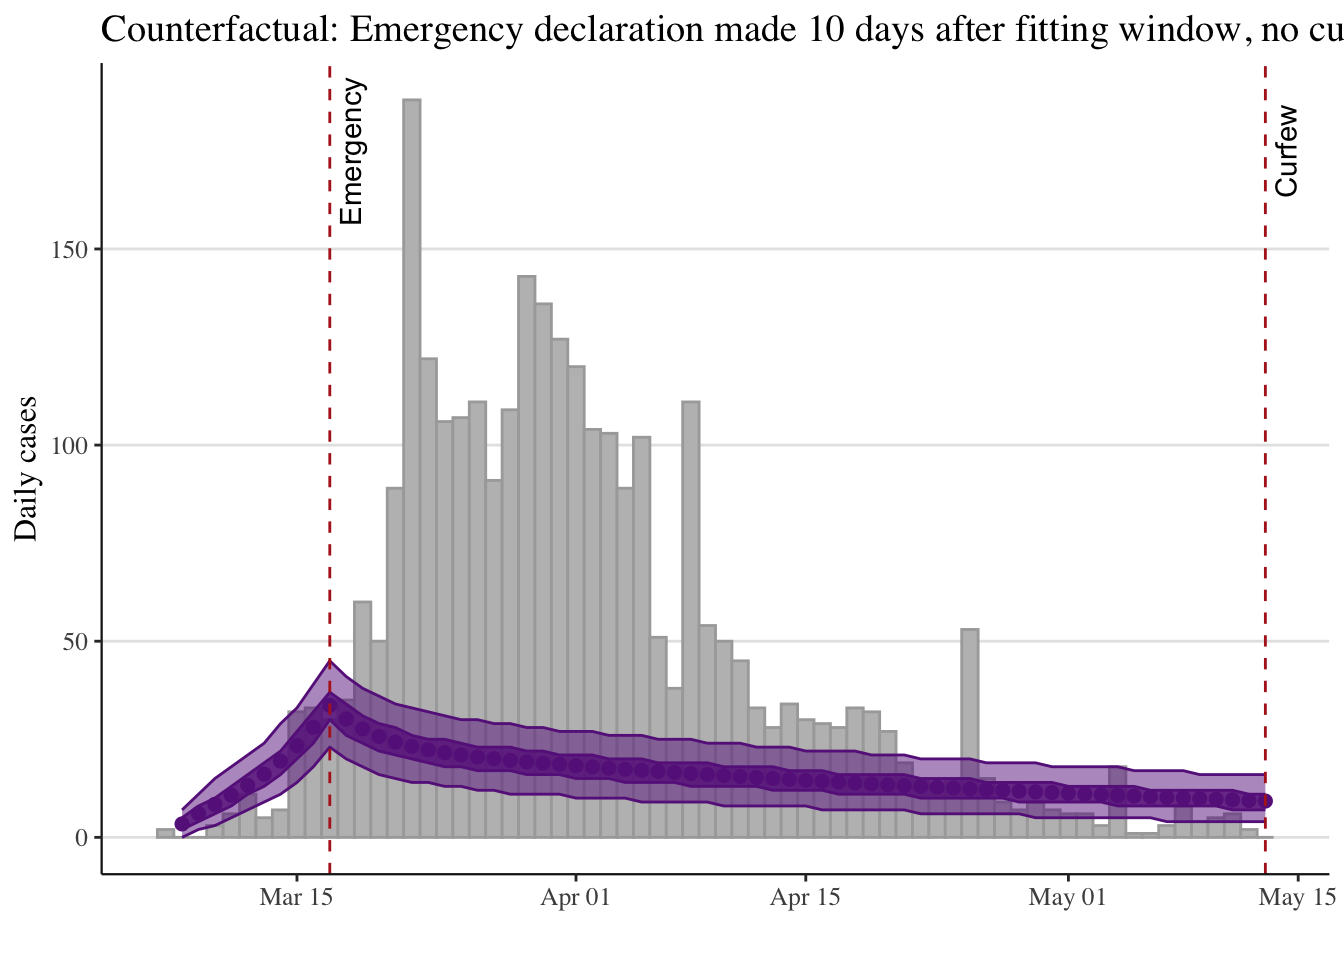 Counterfactual: Emergency declaration made 10 days after fitting window, no cu
Emergency
Curfew
Daily cases
150
100
50
0
Mar 15
Apr 01
Apr 15
May 01
May 15